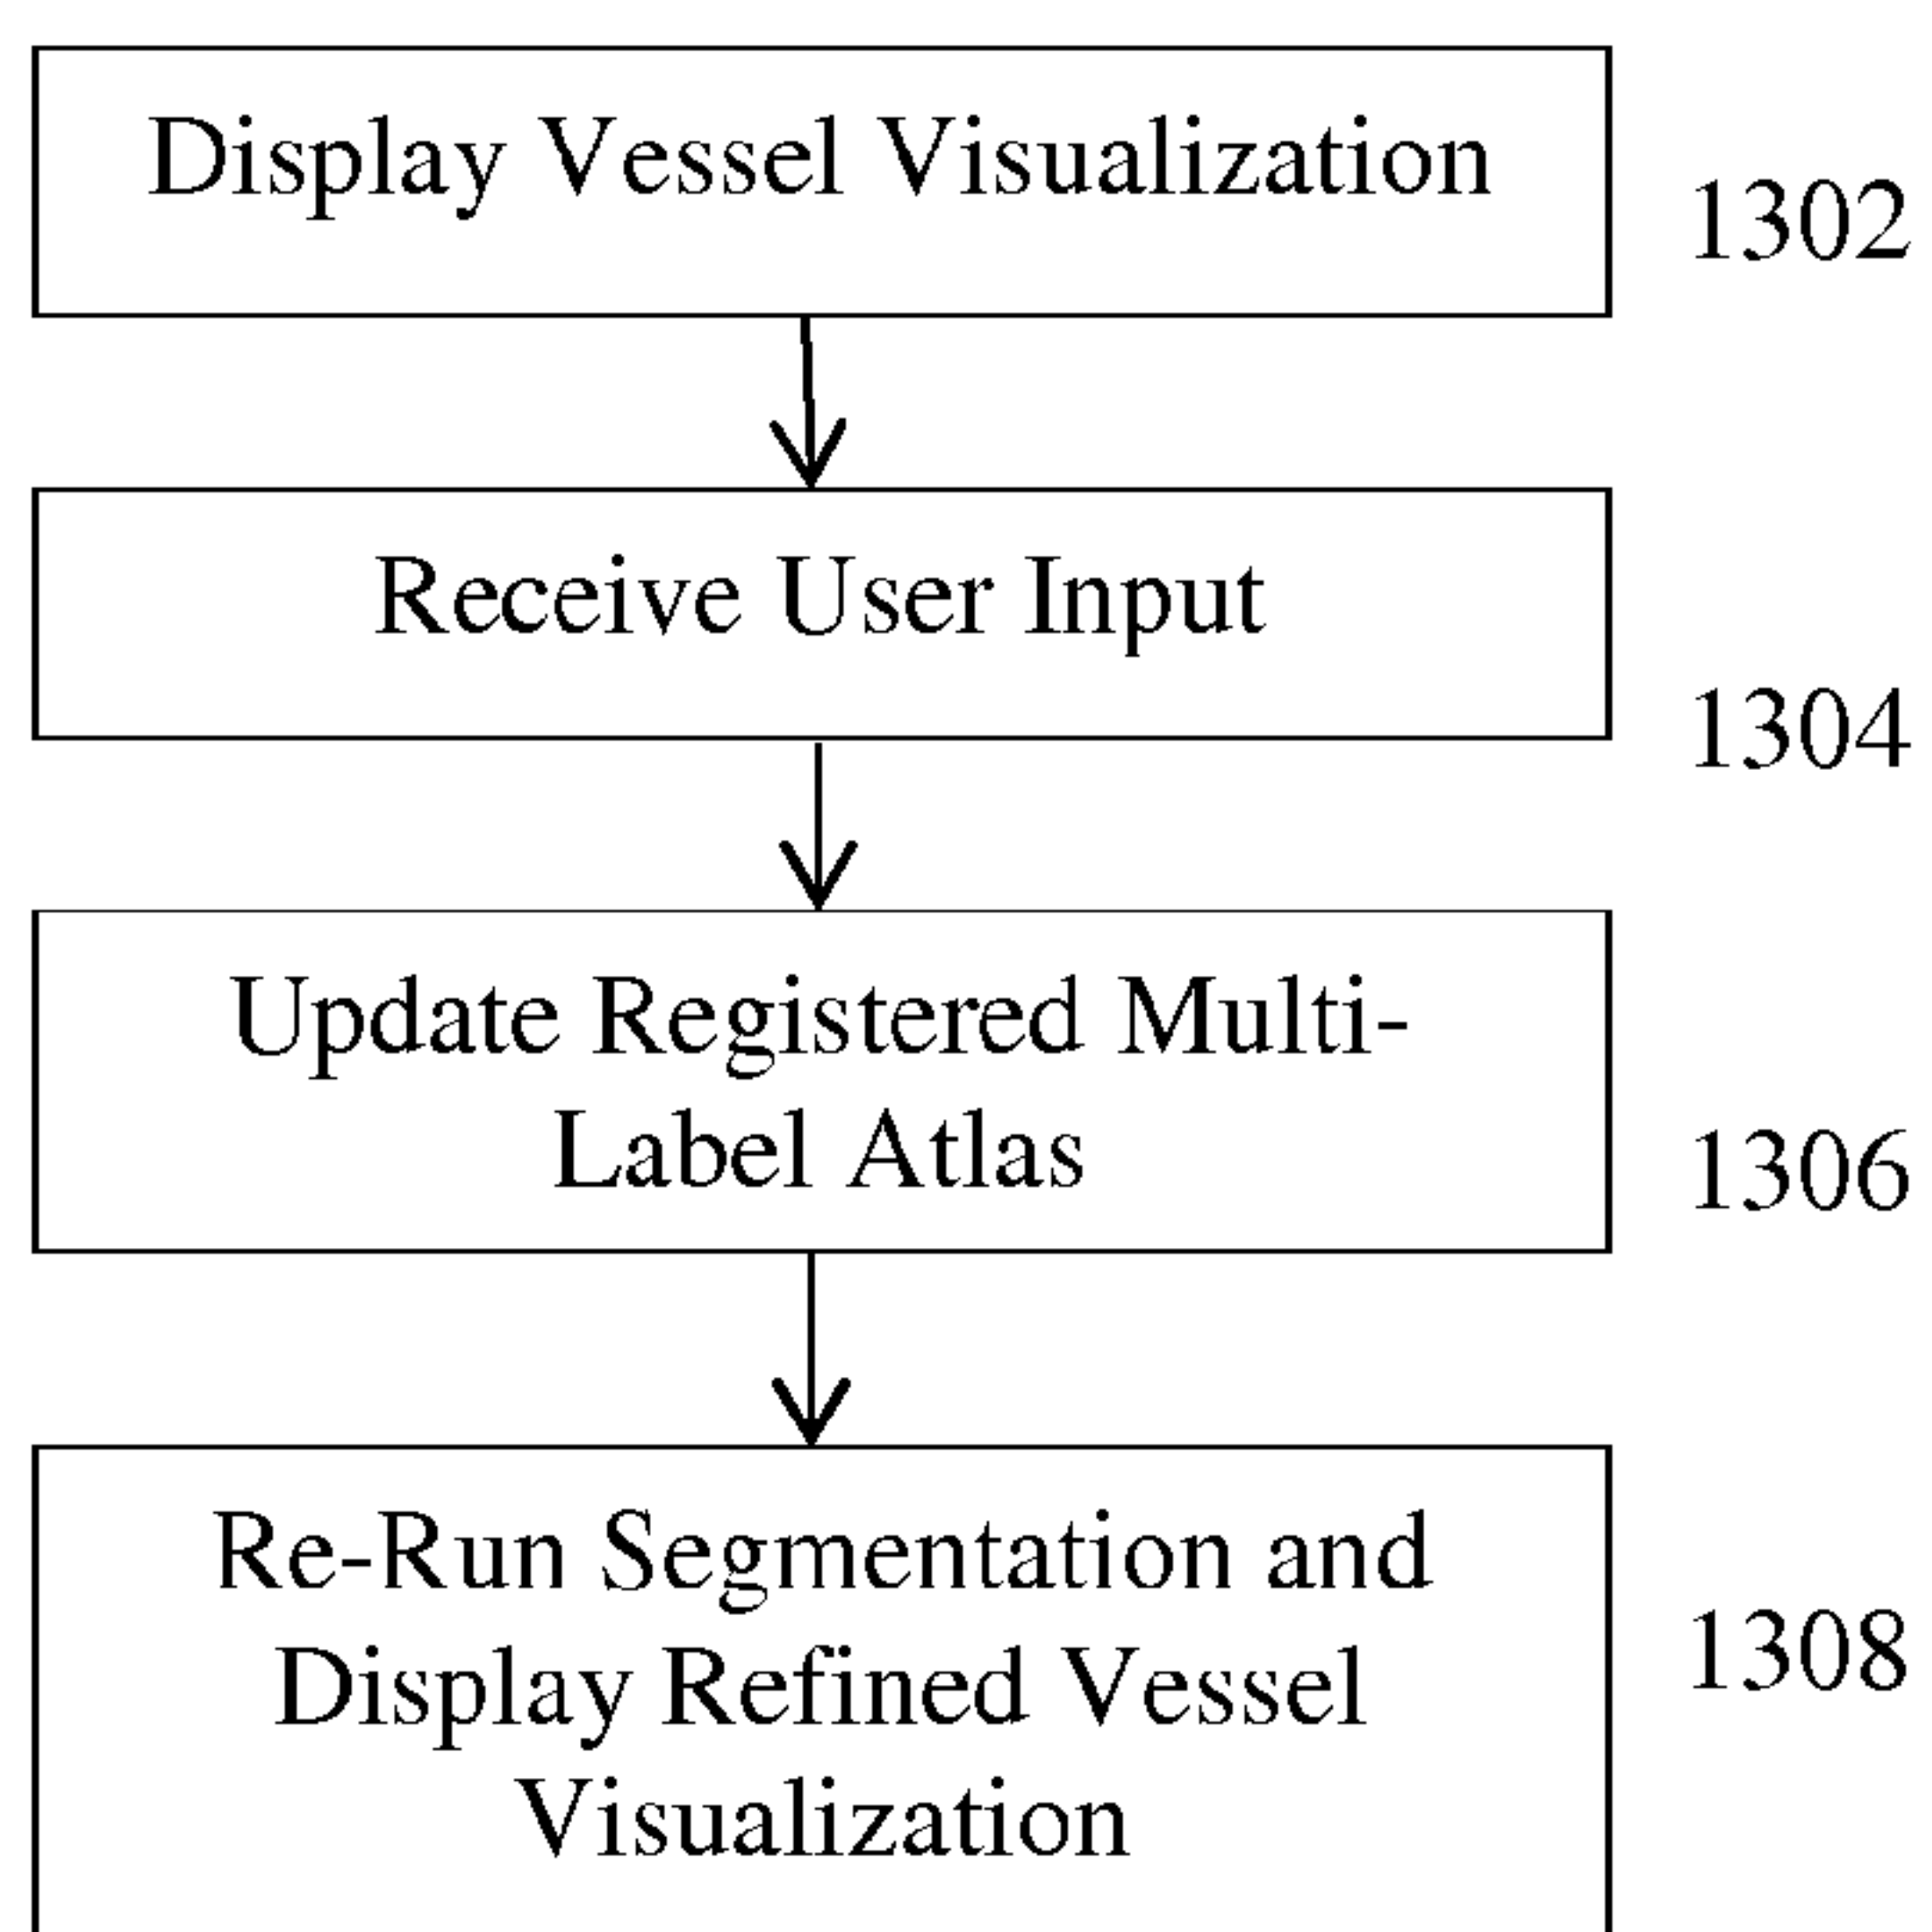 Display Vessel Visualization
1302
Receive User Input
1304
Update Registered Multi-
Label Atlas
1306
Re-Run Segmentation and
Display Refined Vessel
Visualization
1308